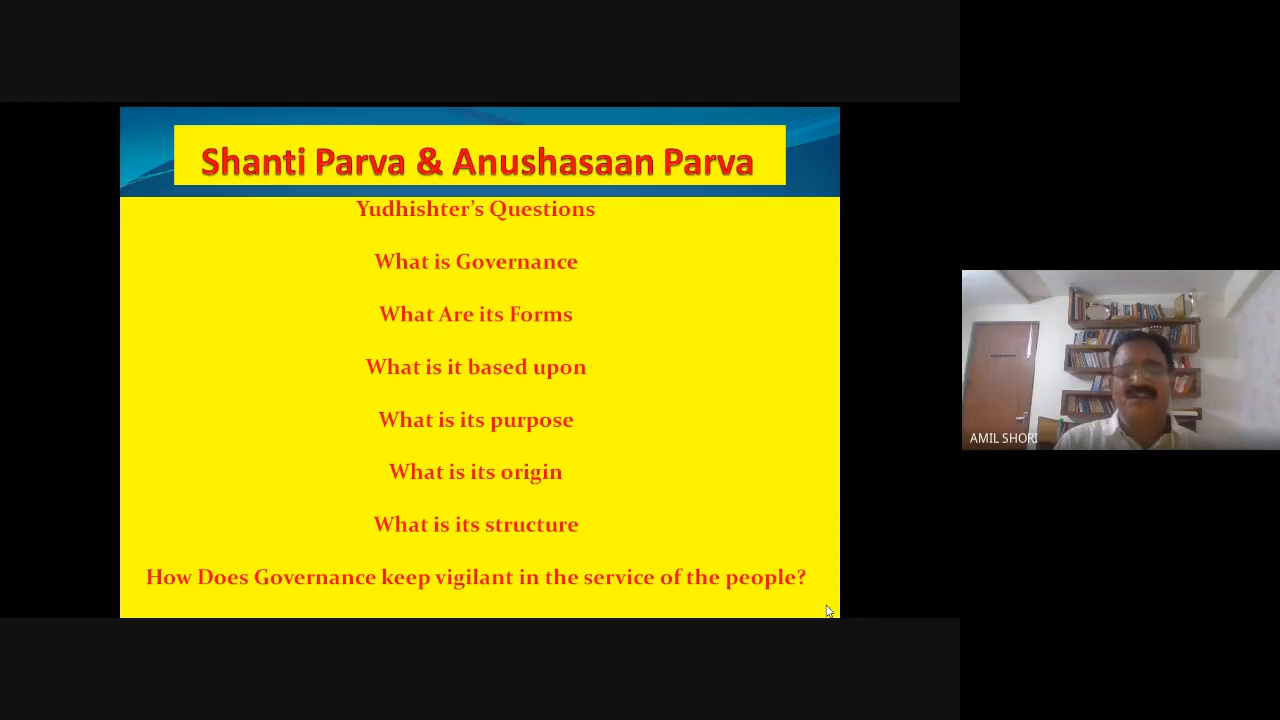 Shanti Parva & Anushasaan Parva
Yudhishter's Questions
What is Governance
What Are its Forms
What is it based upon
What is its purpose
What is its origin
What is its structure
How Does Governance keep vigilant in the service of the people?
AMIL SHORI